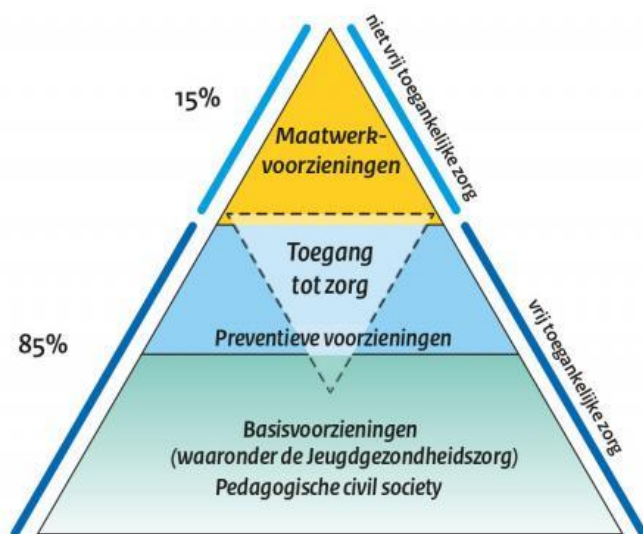 niet vrij toegankelijke zorg
15%
Maatwerk-
voorzieningen
Toegang
tot zorg
85%
Preventieve voorzieningen
vrij toegankelijke zorg
Basisvoorzieningen
(waaronder de Jeugdgezondheidszorg)
Pedagogische civil society